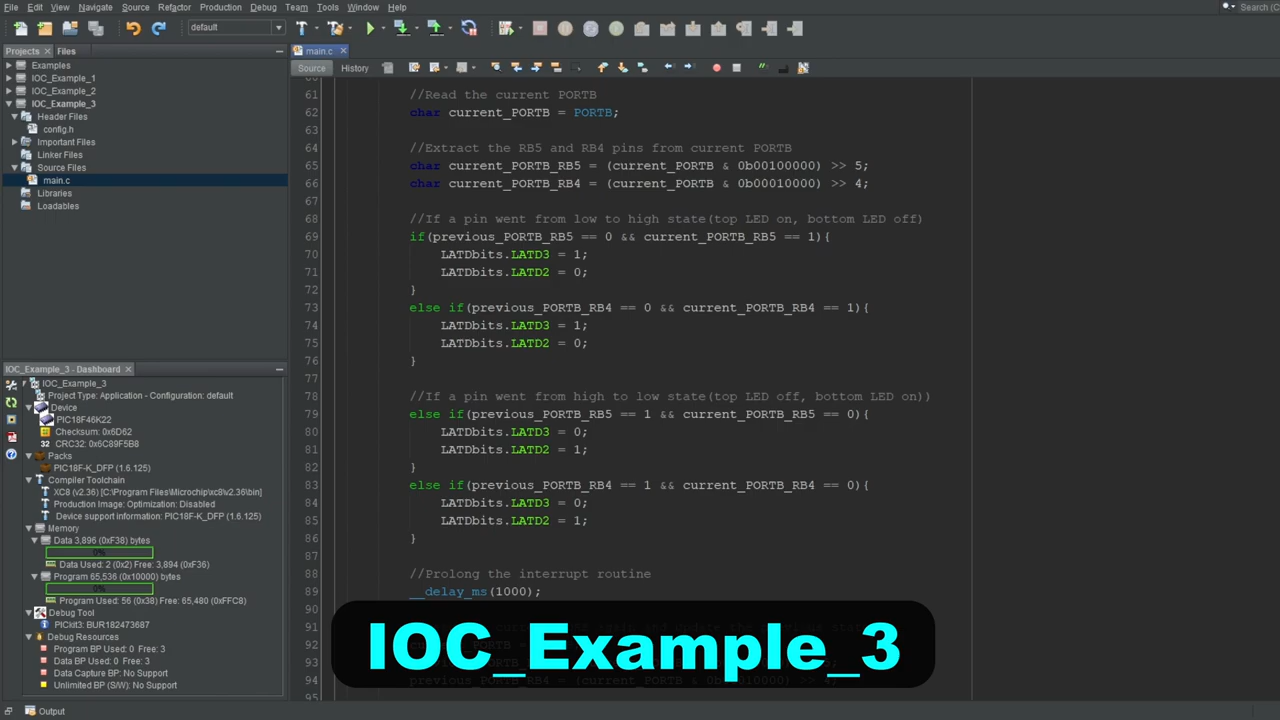 File Edit View Navigate Source Refactor Production Debug Team Tools Window Help
Search (C
default
Projects Files
main.c
Source History
Examples
IOC_Example_1
IOC_Example_2
IOC_Example_3
Header Files
config.h
Important Files
Linker Files
Source Files
main.c
Libraries
Loadables
IOC_Example_3 - Dashboard
IOC_Example_3
Project Type: Application - Configuration: default
Device
PIC18F46K22
Checksum: 0x6D62
32 CRC32: 0x6C89F5B8
Packs
PIC18F-K_DFP (1.6.125)
Compiler Toolchain
XC8 (v2.36) [C:\Program Files\Microchip\xc8\v2.36\bin]
Production Image: Optimization: Disabled
Device support information: PIC18F-K_DFP (1.6.125)
Memory
Data 3,896 (0xF38) bytes
0%
Data Used: 2 (0x2) Free: 3,894 (0xF36)
Program 65,536 (0x10000) bytes
0%
Program Used: 56 (0x38) Free: 65,480 (0xFFC8)
Debug Tool
PICkit3: BUR182473687
Debug Resources
Program BP Used: 0 Free: 3
Data BP Used: 0 Free: 3
Data Capture BP: No Support
Unlimited BP (S/W): No Support
Output
61 //Read the current PORTB
62 char current_PORTB = PORTB;
63
64 //Extract the RB5 and RB4 pins from current PORTB
65 char current_PORTB_RB5 = (current_PORTB & 0b00100000) >> 5;
66 char current_PORTB_RB4 = (current_PORTB & 0b00010000) >> 4;
67
68 //If a pin went from low to high state(top LED on, bottom LED off)
69 if(previous_PORTB_RB5 == 0 && current_PORTB_RB5 == 1){
70 LATDbits.LATD3 = 1;
71 LATDbits.LATD2 = 0;
72 }
73 else if(previous_PORTB_RB4 == 0 && current_PORTB_RB4 == 1){
74 LATDbits.LATD3 = 1;
75 LATDbits.LATD2 = 0;
76 }
77
78 //If a pin went from high to low state(top LED off, bottom LED on))
79 else if(previous_PORTB_RB5 == 1 && current_PORTB_RB5 == 0){
80 LATDbits.LATD3 = 0;
81 LATDbits.LATD2 = 1;
82 }
83 else if(previous_PORTB_RB4 == 1 && current_PORTB_RB4 == 0){
84 LATDbits.LATD3 = 0;
85 LATDbits.LATD2 = 1;
86 }
87
88 //Prolong the interrupt routine
89 __delay_ms(1000);
90
91
92
93
94
95
IOC_Example_3